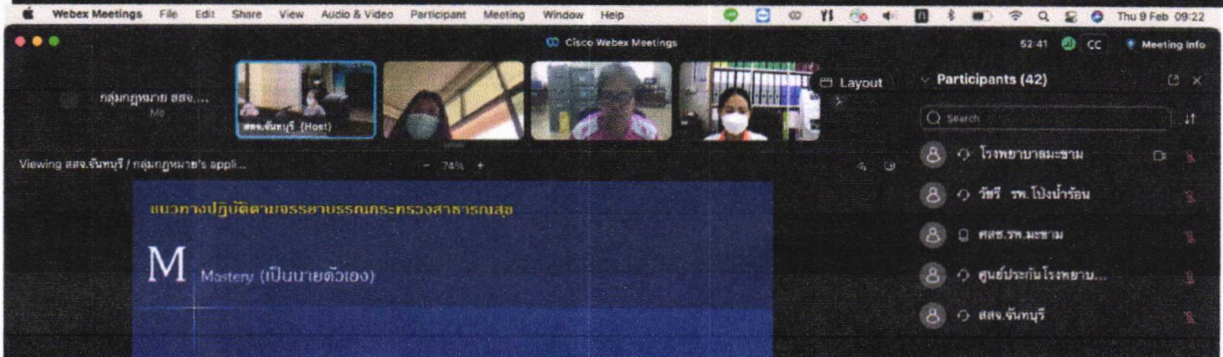 Webex Meetings File Edit Share View Audio & Video Participant Meeting Window Help Thu 9 Feb 09:22
Cisco Webex Meetings 52:41 CC Meeting Info
กลุ่มกฎหมาย สสจ....
Me
สสจ.จันทบุรี (Host)
Layout
Participants (42)
Search
Viewing สสจ.จันทบุรี / กลุ่มกฎหมาย's appli... - 74% +
แนวทางปฏิบัติตามจรรยาบรรณกระทรวงสาธารณสุข
M Mastery (เป็นนายตัวเอง)
โรงพยาบาลมะขาม
วัชรี รพ.โป่งน้ำร้อน
ศสช.รพ.มะขาม
ศูนย์ประกันโรงพยาบ...
สสจ.จันทบุรี